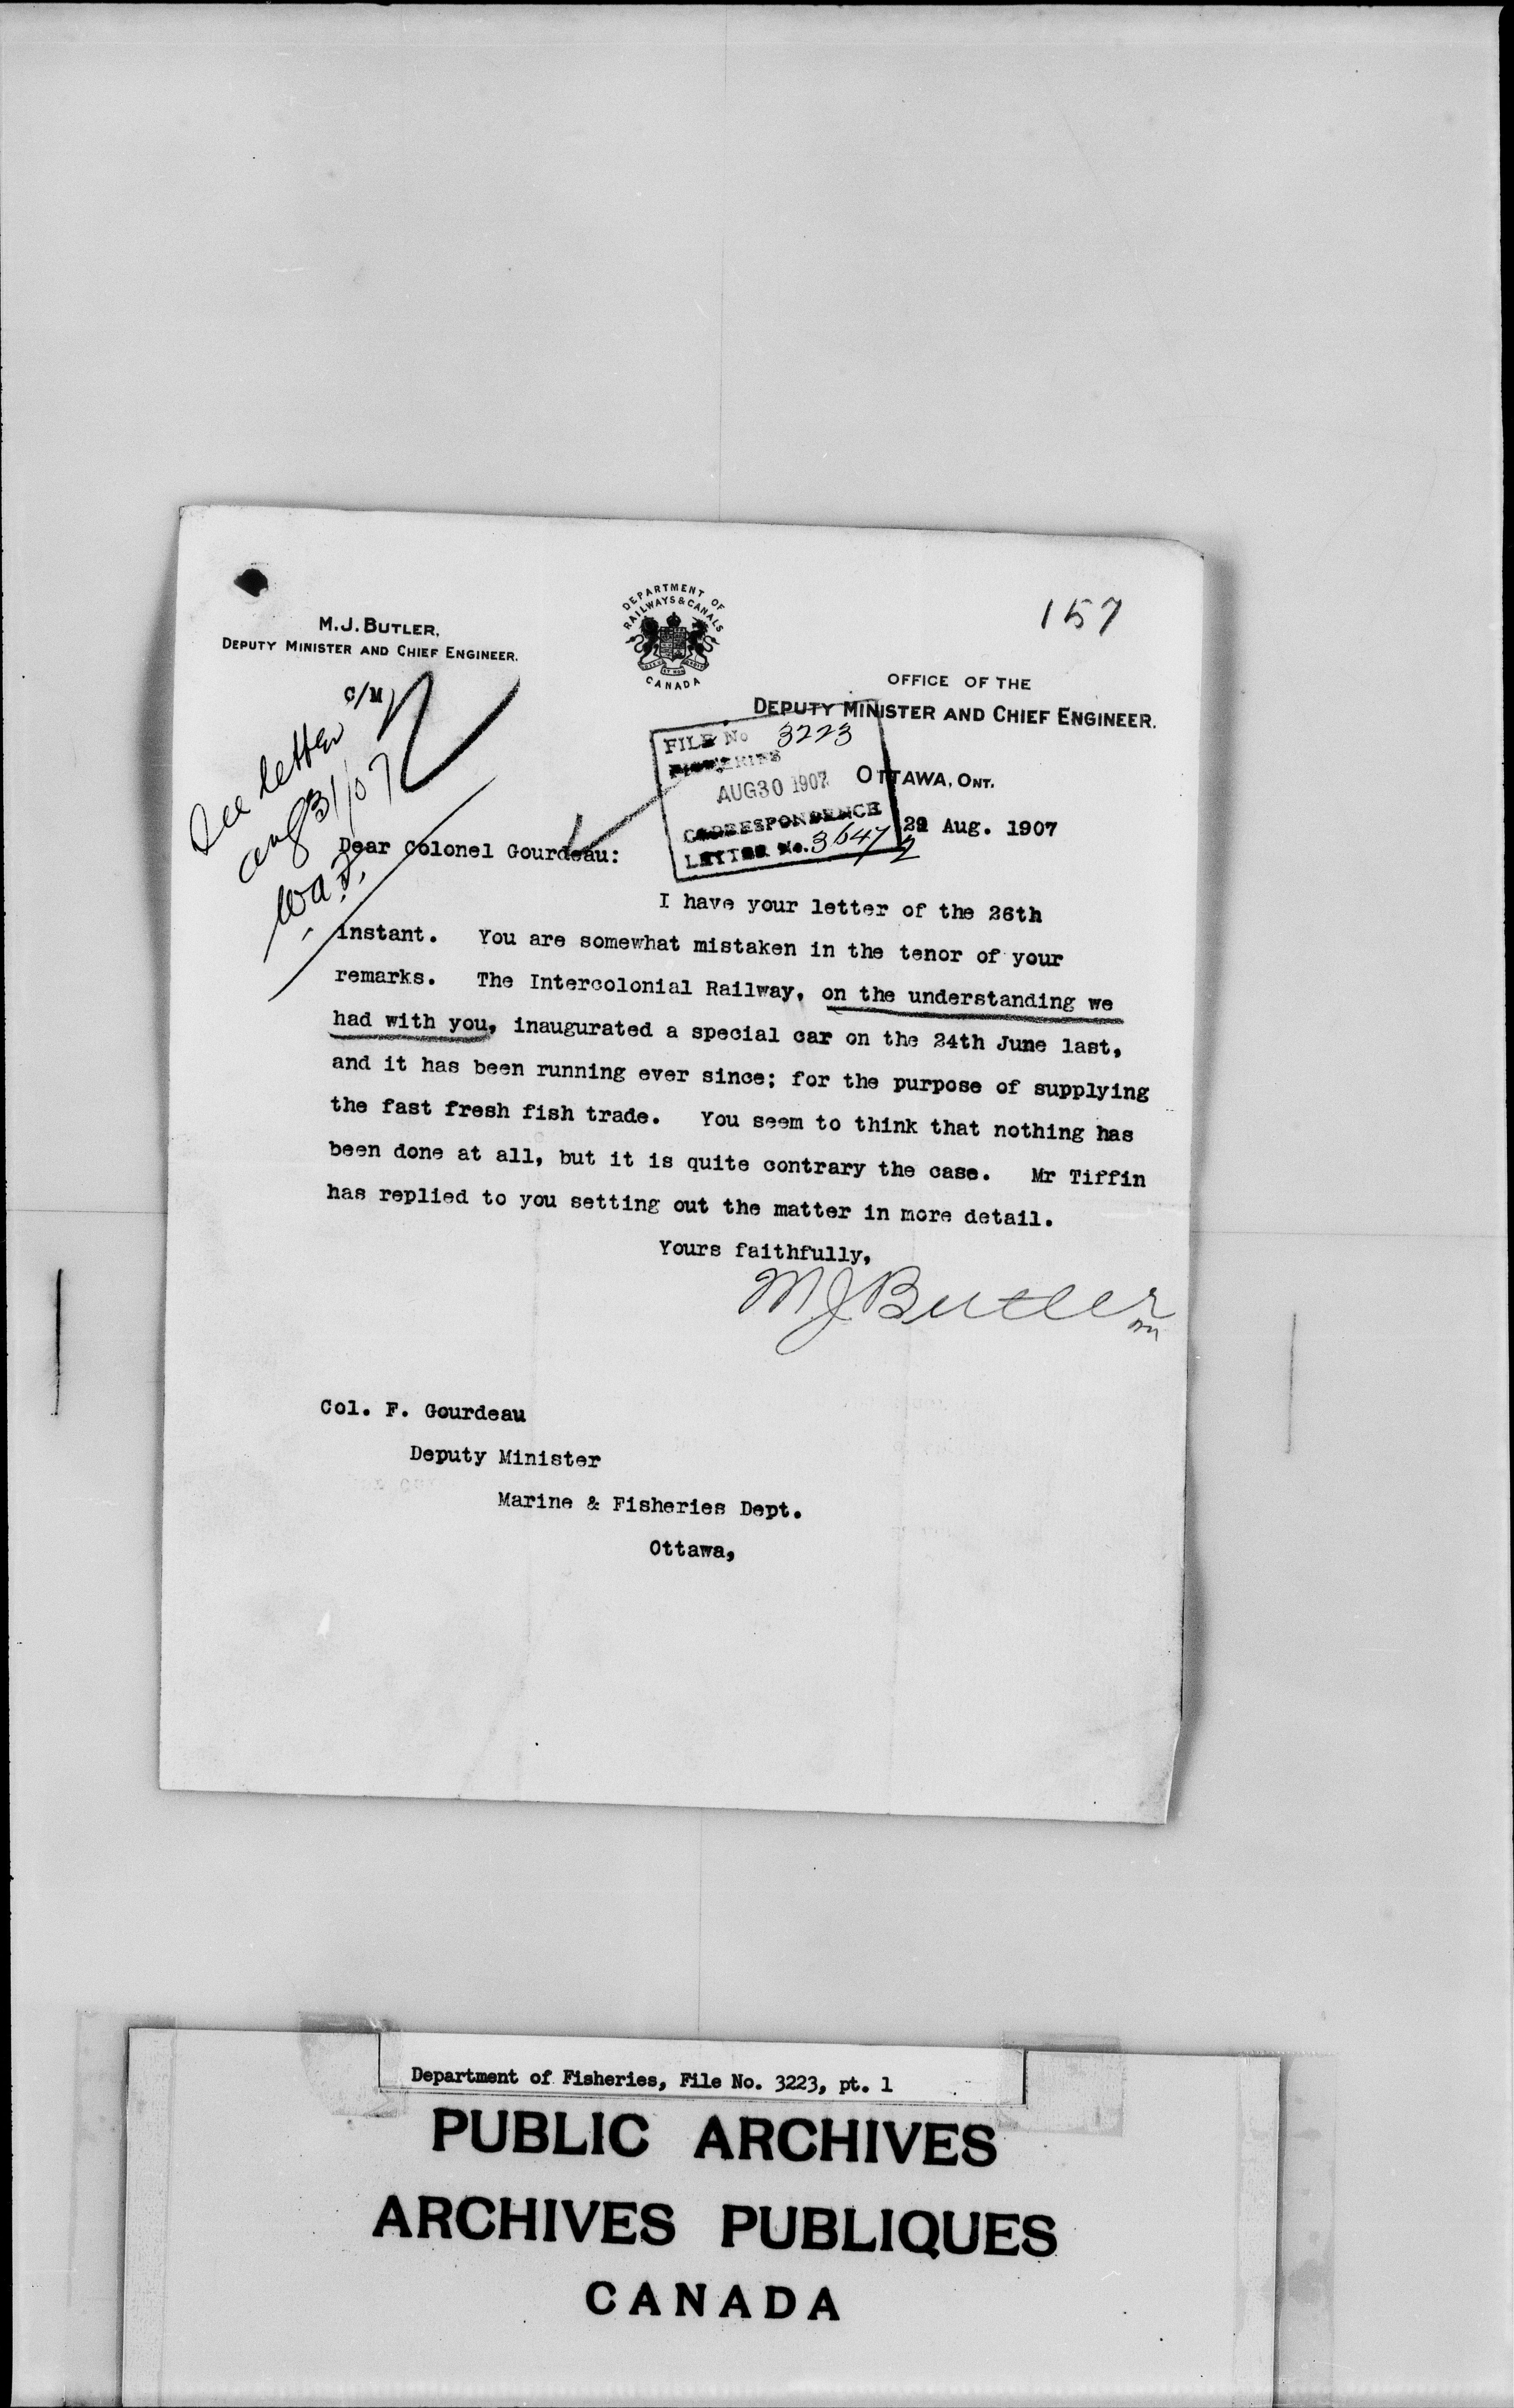 157
M.J. BUTLER,
DEPUTY MINISTER AND CHIEF ENGINEER.
DEPARTMENT OF
RAILWAYS & CANALS
CANADA
OFFICE OF THE
DEPUTY MINISTER AND CHIEF ENGINEER.
C/M
See letter
Aug 31/07
FILE No 3223
FISHERIES
AUG 30 1907
CORRESPONDENCE
LETTER No. 36472
OTTAWA, ONT.
29 Aug. 1907
Dear Colonel Gourdeau:
I have your letter of the 26th
instant. You are somewhat mistaken in the tenor of your
remarks. The Intercolonial Railway, on the understanding we
had with you, inaugurated a special car on the 24th June last,
and it has been running ever since; for the purpose of supplying
the fast fresh fish trade. You seem to think that nothing has
been done at all, but it is quite contrary the case. Mr Tiffin
has replied to you setting out the matter in more detail.
Yours faithfully,
MJ Butler
Col. F. Gourdeau
Deputy Minister
Marine & Fisheries Dept.
Ottawa,
Department of Fisheries, File No. 3223, pt. 1
PUBLIC ARCHIVES
ARCHIVES PUBLIQUES
CANADA